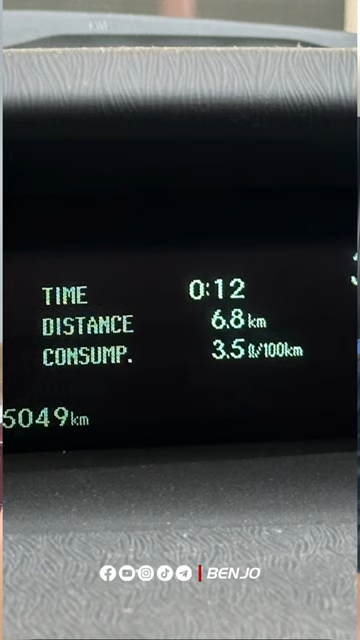 TIME 0:12
DISTANCE 6.8 km
CONSUMP. 3.5 ℓ/100km
5049km
BENJO